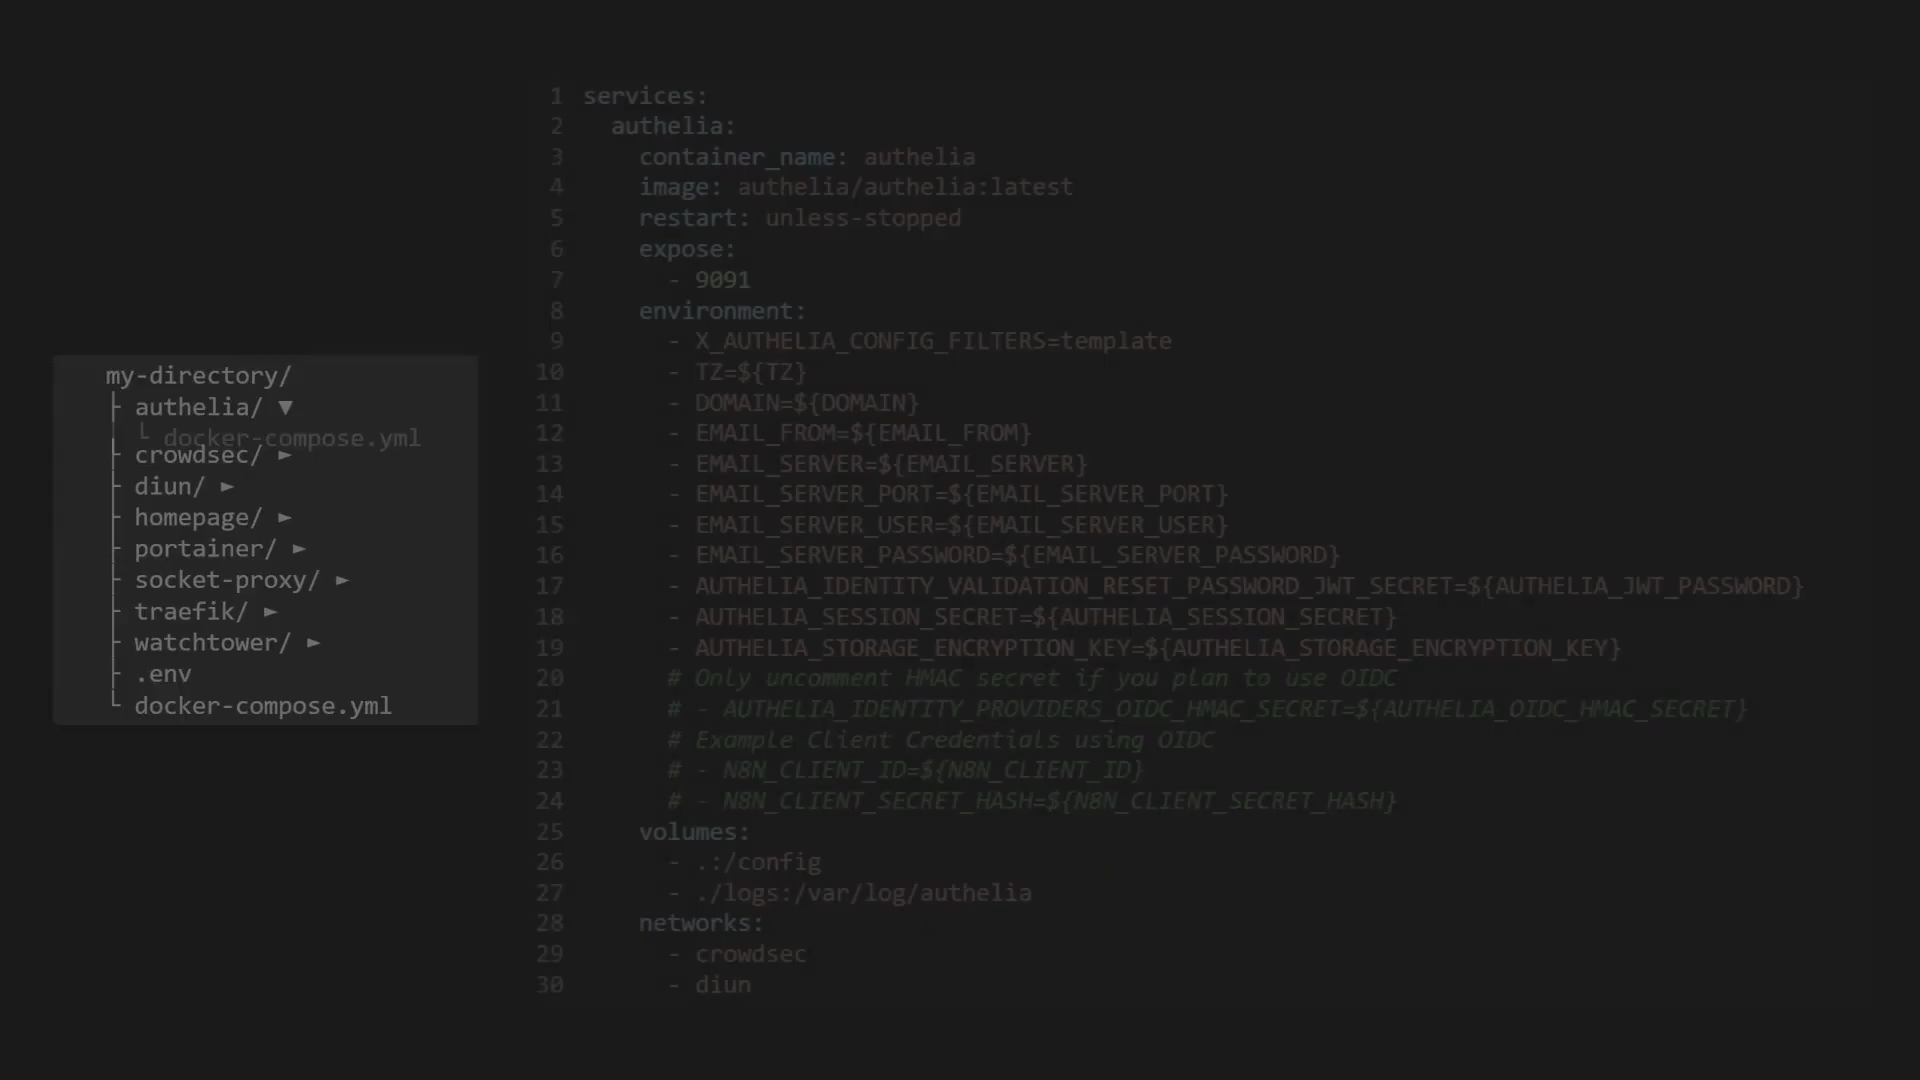 my-directory/
├ authelia/ ▼
│ └ docker-compose.yml
├ crowdsec/ ►
├ diun/ ►
├ homepage/ ►
├ portainer/ ►
├ socket-proxy/ ►
├ traefik/ ►
├ watchtower/ ►
├ .env
└ docker-compose.yml
1 services:
2   authelia:
3     container_name: authelia
4     image: authelia/authelia:latest
5     restart: unless-stopped
6     expose:
7       - 9091
8     environment:
9       - X_AUTHELIA_CONFIG_FILTERS=template
10       - TZ=${TZ}
11       - DOMAIN=${DOMAIN}
12       - EMAIL_FROM=${EMAIL_FROM}
13       - EMAIL_SERVER=${EMAIL_SERVER}
14       - EMAIL_SERVER_PORT=${EMAIL_SERVER_PORT}
15       - EMAIL_SERVER_USER=${EMAIL_SERVER_USER}
16       - EMAIL_SERVER_PASSWORD=${EMAIL_SERVER_PASSWORD}
17       - AUTHELIA_IDENTITY_VALIDATION_RESET_PASSWORD_JWT_SECRET=${AUTHELIA_JWT_PASSWORD}
18       - AUTHELIA_SESSION_SECRET=${AUTHELIA_SESSION_SECRET}
19       - AUTHELIA_STORAGE_ENCRYPTION_KEY=${AUTHELIA_STORAGE_ENCRYPTION_KEY}
20       # Only uncomment HMAC secret if you plan to use OIDC
21       # - AUTHELIA_IDENTITY_PROVIDERS_OIDC_HMAC_SECRET=${AUTHELIA_OIDC_HMAC_SECRET}
22       # Example Client Credentials using OIDC
23       # - N8N_CLIENT_ID=${N8N_CLIENT_ID}
24       # - N8N_CLIENT_SECRET_HASH=${N8N_CLIENT_SECRET_HASH}
25     volumes:
26       - .:/config
27       - ./logs:/var/log/authelia
28     networks:
29       - crowdsec
30       - diun